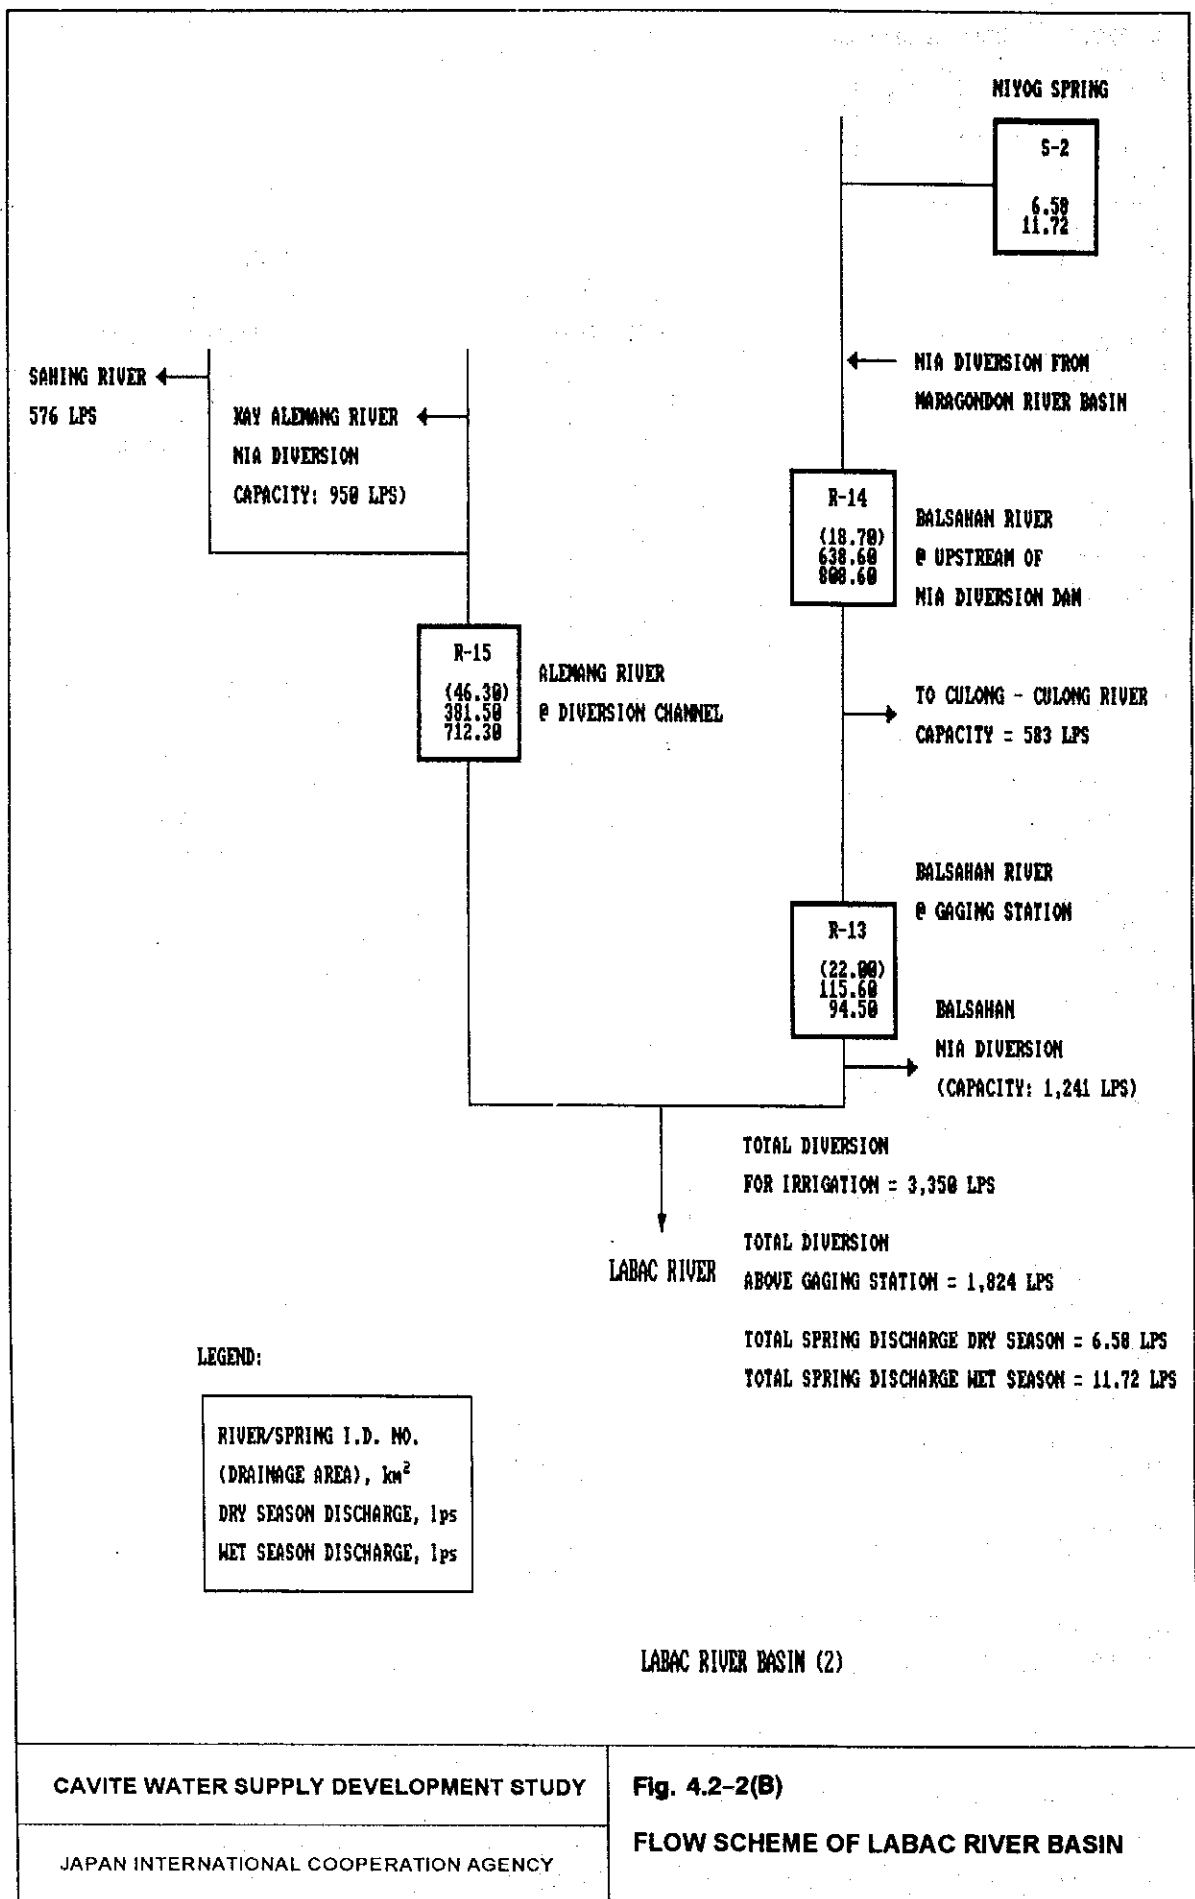 NIYOG SPRING
S-2
6.58
11.72
SAHING RIVER
576 LPS
KAY ALEMANG RIVER
NIA DIVERSION
CAPACITY: 950 LPS)
NIA DIVERSION FROM
MARAGONDON RIVER BASIN
R-14
(18.70)
638.60
808.60
BALSAHAN RIVER
@ UPSTREAM OF
NIA DIVERSION DAM
R-15
(46.30)
381.50
712.30
ALEMANG RIVER
@ DIVERSION CHANNEL
TO CULONG - CULONG RIVER
CAPACITY = 583 LPS
BALSAHAN RIVER
@ GAGING STATION
R-13
(22.00)
115.60
94.50
BALSAHAN
NIA DIVERSION
(CAPACITY: 1,241 LPS)
TOTAL DIVERSION
FOR IRRIGATION = 3,350 LPS
TOTAL DIVERSION
ABOVE GAGING STATION = 1,824 LPS
LABAC RIVER
TOTAL SPRING DISCHARGE DRY SEASON = 6.58 LPS
TOTAL SPRING DISCHARGE WET SEASON = 11.72 LPS
LEGEND:
RIVER/SPRING I.D. NO.
(DRAINAGE AREA), km²
DRY SEASON DISCHARGE, lps
WET SEASON DISCHARGE, lps
LABAC RIVER BASIN (2)
CAVITE WATER SUPPLY DEVELOPMENT STUDY
JAPAN INTERNATIONAL COOPERATION AGENCY
Fig. 4.2-2(B)
FLOW SCHEME OF LABAC RIVER BASIN